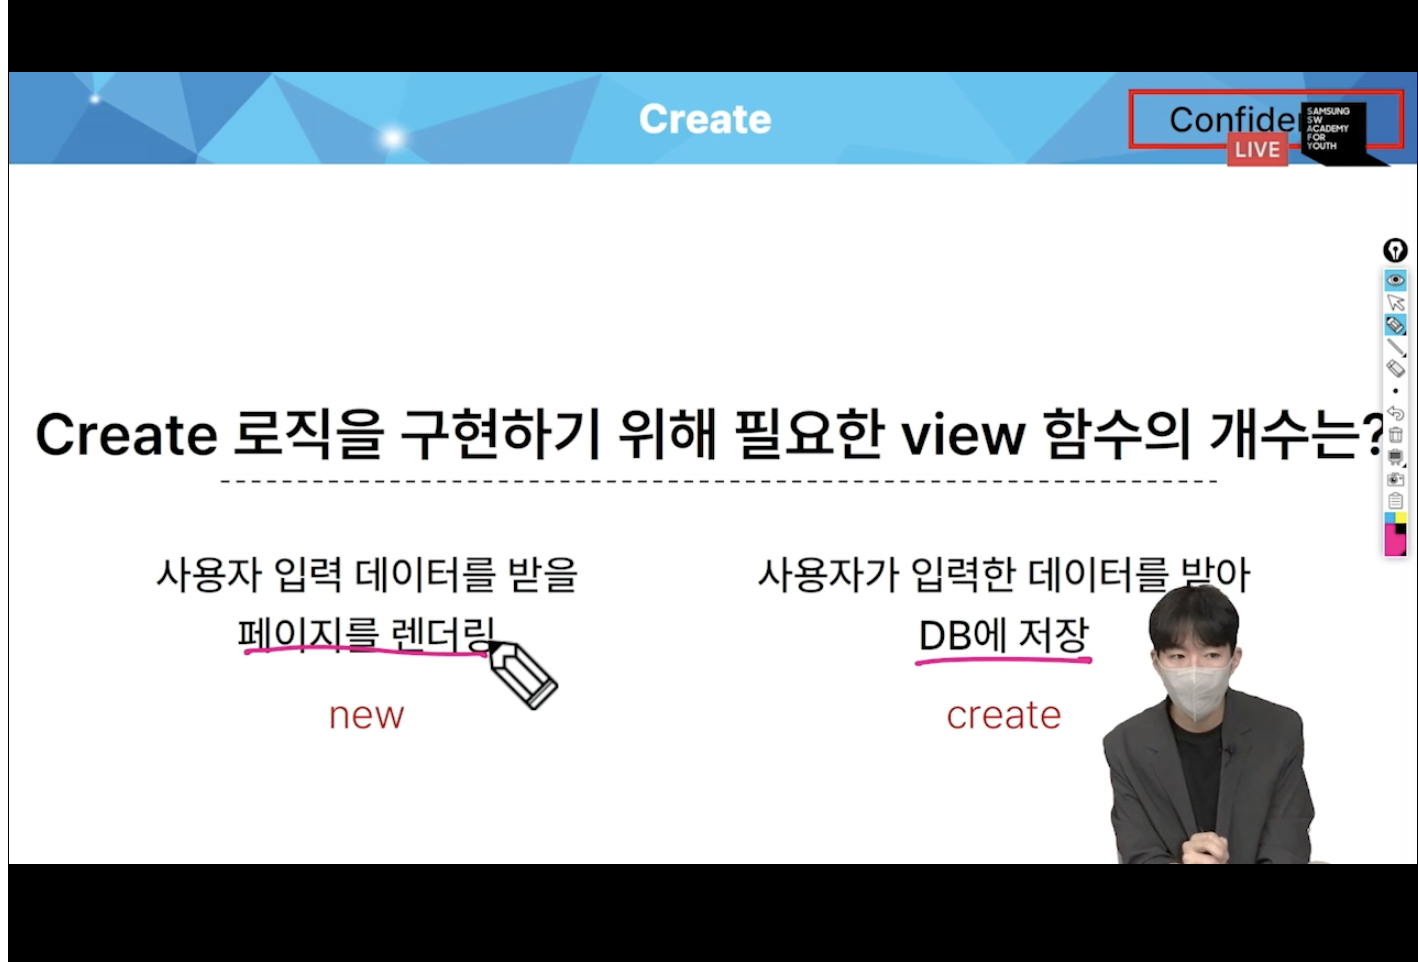 Create
Confide
LIVE
SAMSUNG
SW
ACADEMY
FOR
YOUTH
Create 로직을 구현하기 위해 필요한 view 함수의 개수는?
사용자 입력 데이터를 받을
페이지를 렌더링
new
사용자가 입력한 데이터를 받아
DB에 저장
create